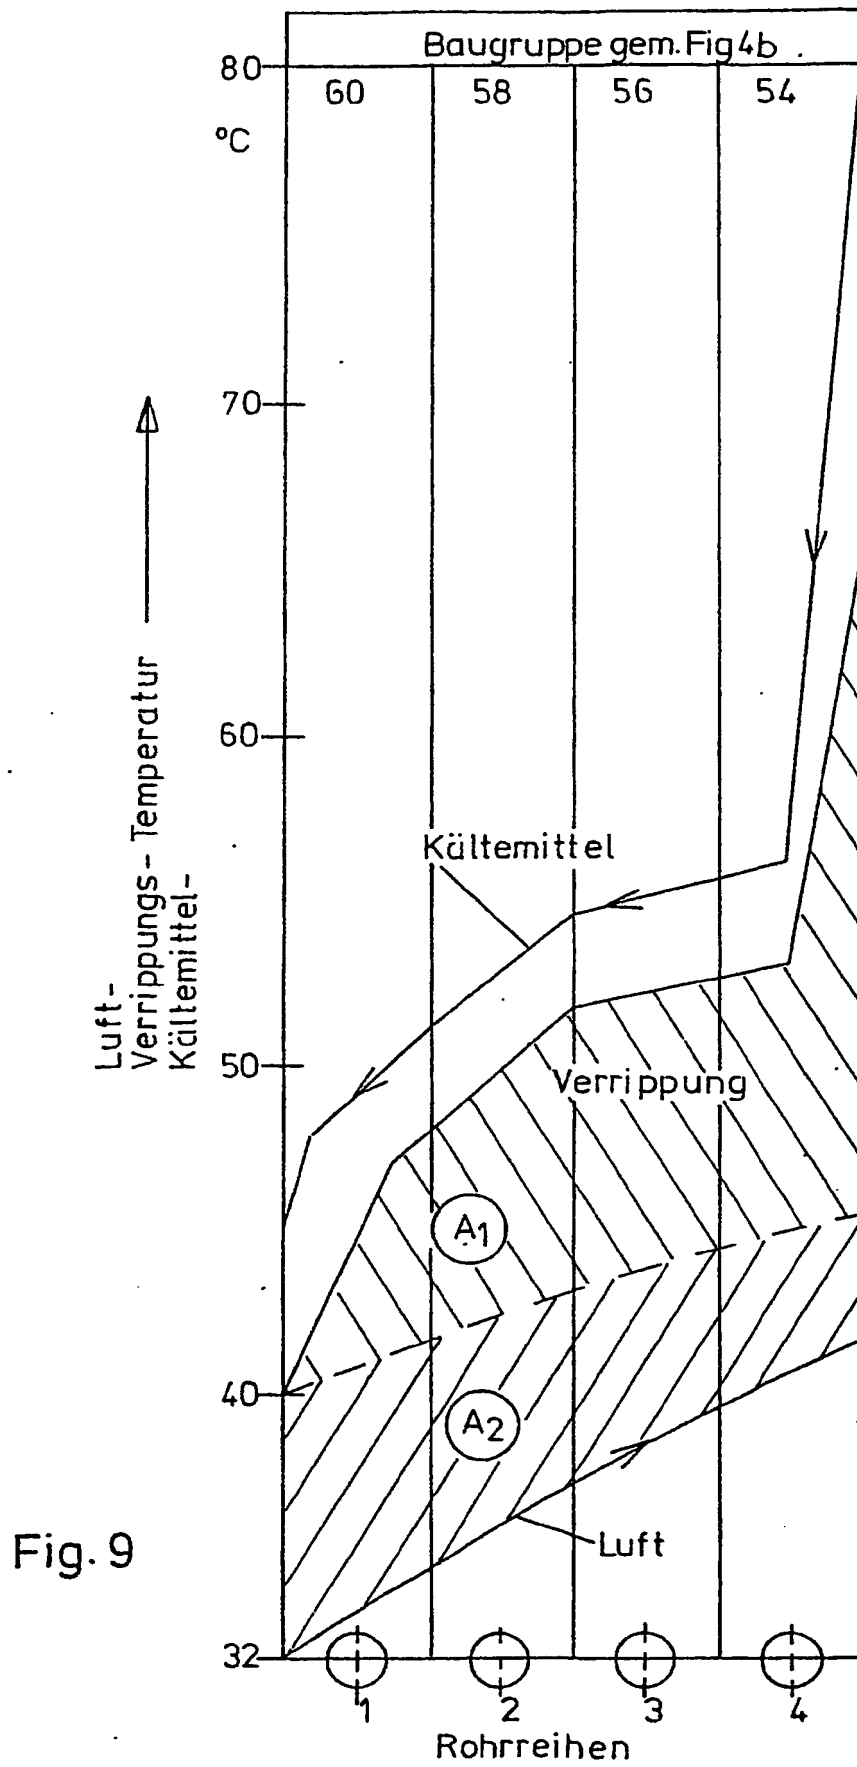 Baugruppe gem. Fig 4b .
60 58 56 54
80
°C
70
60
50
40
32
Luft-
Verrippungs-Temperatur
Kältemittel-
Kältemittel
Verrippung
A1
A2
Luft
Fig. 9
1 2 3 4
Rohrreihen